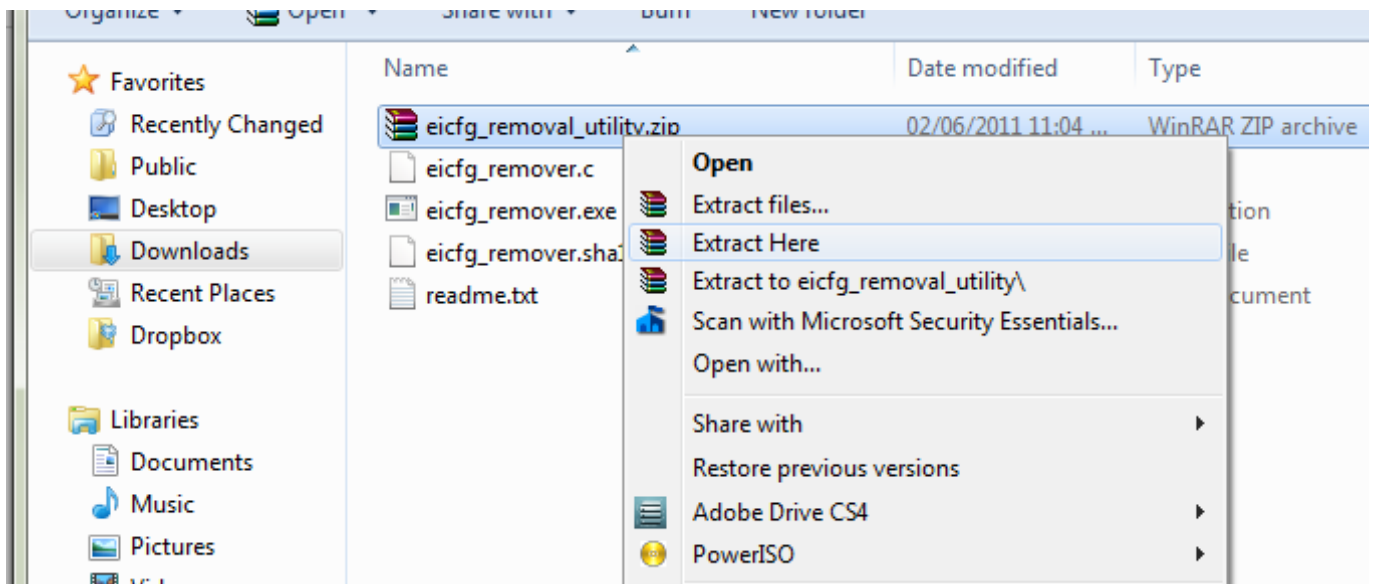 Organize Open Share with Burn New folder
Favorites
Recently Changed
Public
Desktop
Downloads
Recent Places
Dropbox
Libraries
Documents
Music
Pictures
Name Date modified Type
eicfg_removal_utility.zip 02/06/2011 11:04 ... WinRAR ZIP archive
eicfg_remover.c
eicfg_remover.exe tion
eicfg_remover.sha1 le
readme.txt cument
Open
Extract files...
Extract Here
Extract to eicfg_removal_utility\
Scan with Microsoft Security Essentials...
Open with...
Share with
Restore previous versions
Adobe Drive CS4
PowerISO